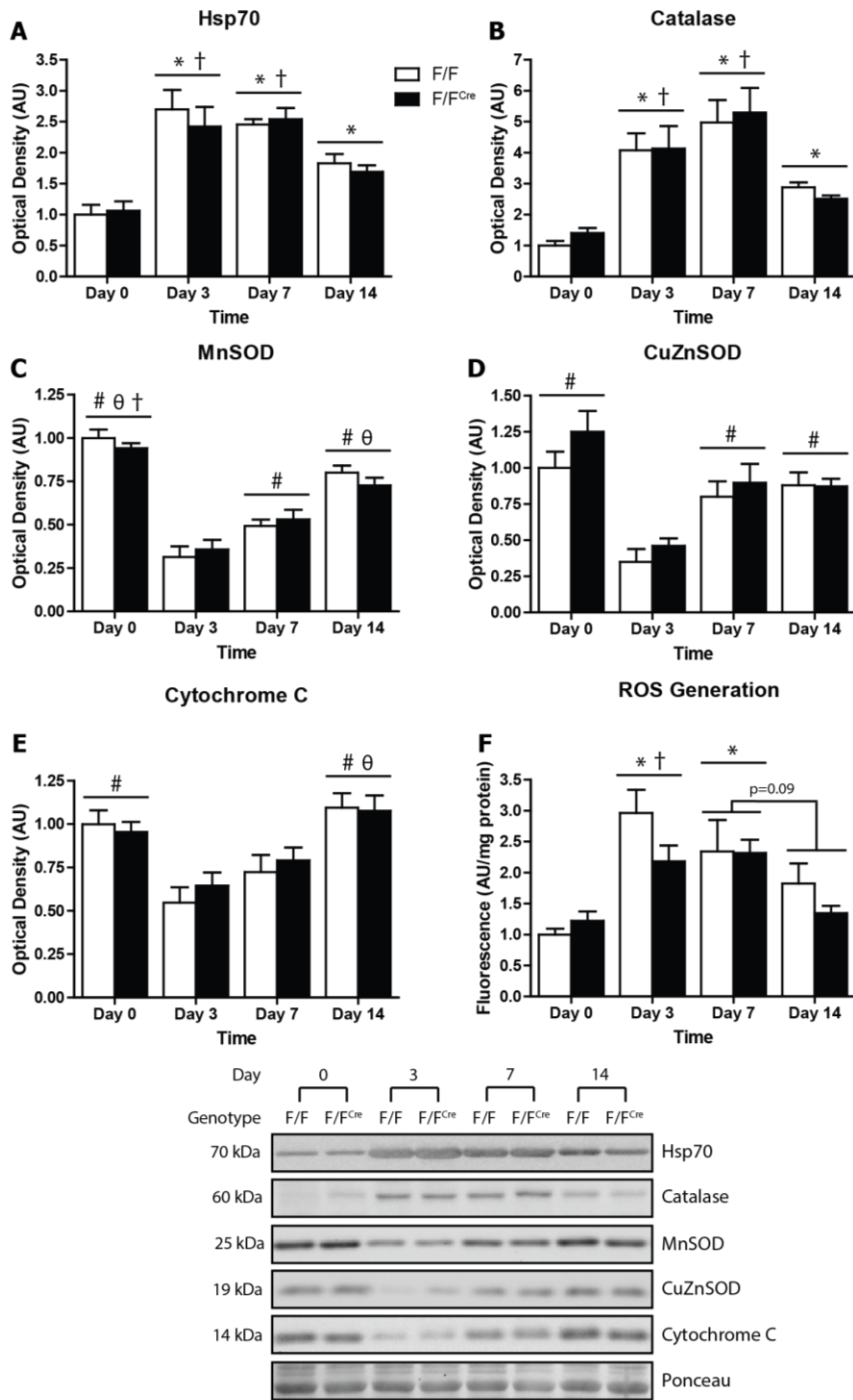 A
Hsp70
Optical Density (AU)
3.5
3.0
2.5
2.0
1.5
1.0
0.5
0.0
* †
* †
*
Day 0 Day 3 Day 7 Day 14
Time
F/F
F/F^Cre
B
Catalase
Optical Density (AU)
7
6
5
4
3
2
1
0
* †
* †
*
Day 0 Day 3 Day 7 Day 14
Time
C
MnSOD
Optical Density (AU)
1.25
1.00
0.75
0.50
0.25
0.00
# θ †
#
# θ
Day 0 Day 3 Day 7 Day 14
Time
D
CuZnSOD
Optical Density (AU)
1.50
1.25
1.00
0.75
0.50
0.25
0.00
#
#
#
Day 0 Day 3 Day 7 Day 14
Time
E
Cytochrome C
Optical Density (AU)
1.25
1.00
0.75
0.50
0.25
0.00
#
# θ
Day 0 Day 3 Day 7 Day 14
Time
F
ROS Generation
Fluorescence (AU/mg protein)
3.5
3.0
2.5
2.0
1.5
1.0
0.5
0.0
* †
*
p=0.09
Day 0 Day 3 Day 7 Day 14
Time
Day 0 3 7 14
Genotype F/F F/F^Cre F/F F/F^Cre F/F F/F^Cre F/F F/F^Cre
70 kDa Hsp70
60 kDa Catalase
25 kDa MnSOD
19 kDa CuZnSOD
14 kDa Cytochrome C
Ponceau